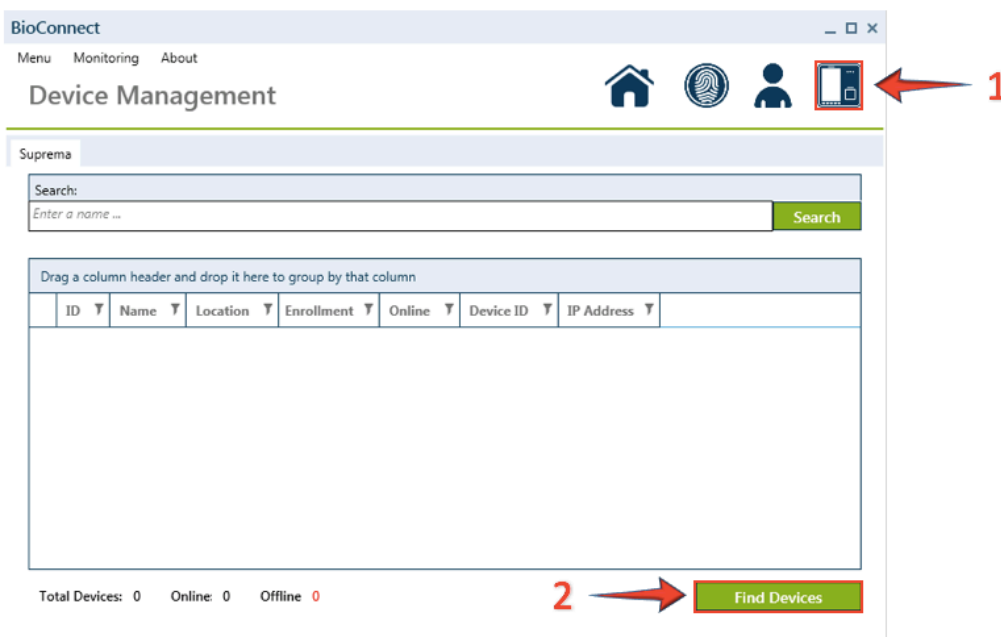 BioConnect
Menu Monitoring About
Device Management
1
Suprema
Search:
Enter a name ...
Search
Drag a column header and drop it here to group by that column
ID Name Location Enrollment Online Device ID IP Address
Total Devices: 0 Online: 0 Offline 0
2
Find Devices